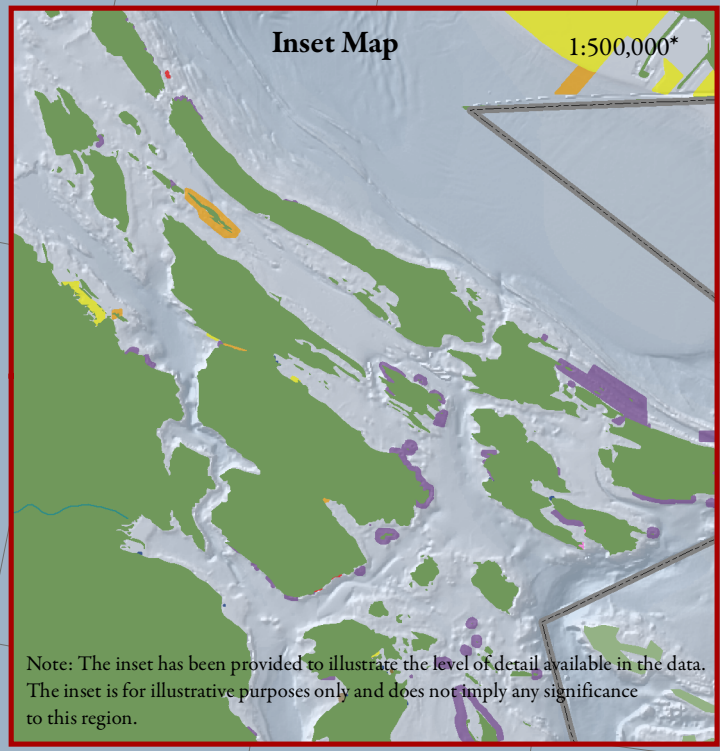 Inset Map
1:500,000*
Note: The inset has been provided to illustrate the level of detail available in the data.
The inset is for illustrative purposes only and does not imply any significance
to this region.